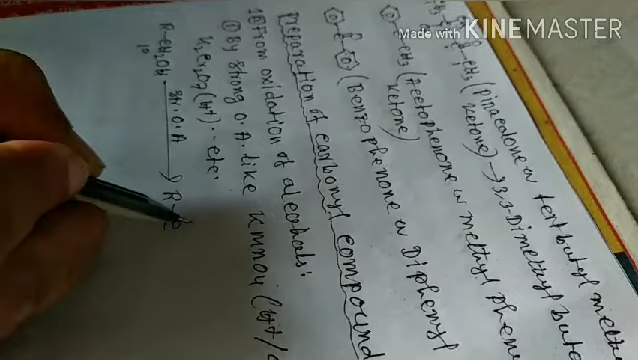 (pinacolone or tert butyl methyl
ketone) → 3,3-Dimethyl buta
-CH3 (Acetophenone or methyl phen
ketone)
(Benzophenone or Diphenyl
Preparation of carbonyl compound
from oxidation of alcohols:
① By strong O.A. like KMnO4 (H+/
K2Cr2O7 (H+). etc.
R-CH2OH St. O.A → R-C
1°
Made with KINEMASTER